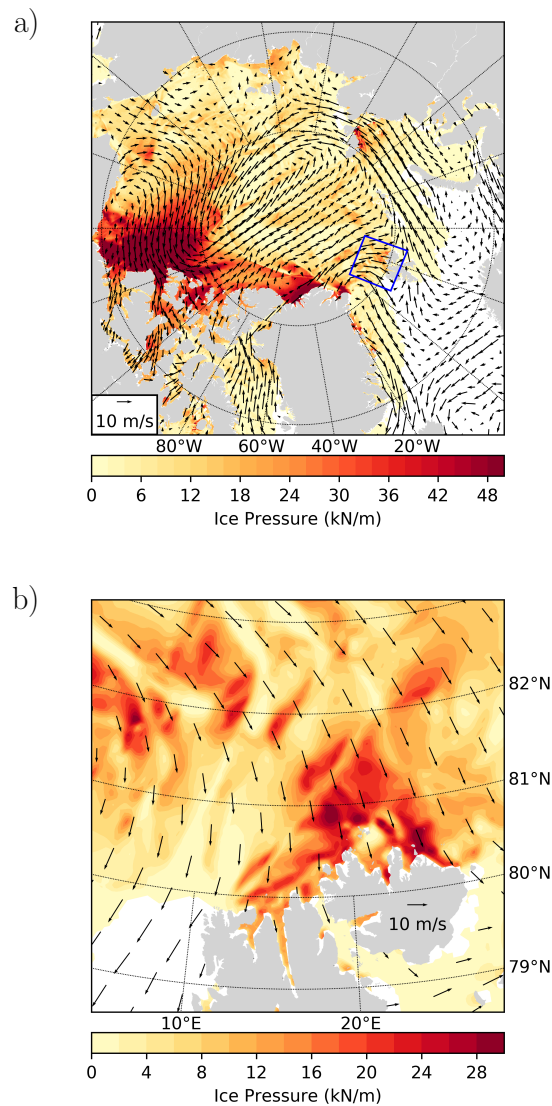 a)
10 m/s
80°W 60°W 40°W 20°W
0 6 12 18 24 30 36 42 48
Ice Pressure (kN/m)
b)
82°N
81°N
80°N
10 m/s
79°N
10°E 20°E
0 4 8 12 16 20 24 28
Ice Pressure (kN/m)